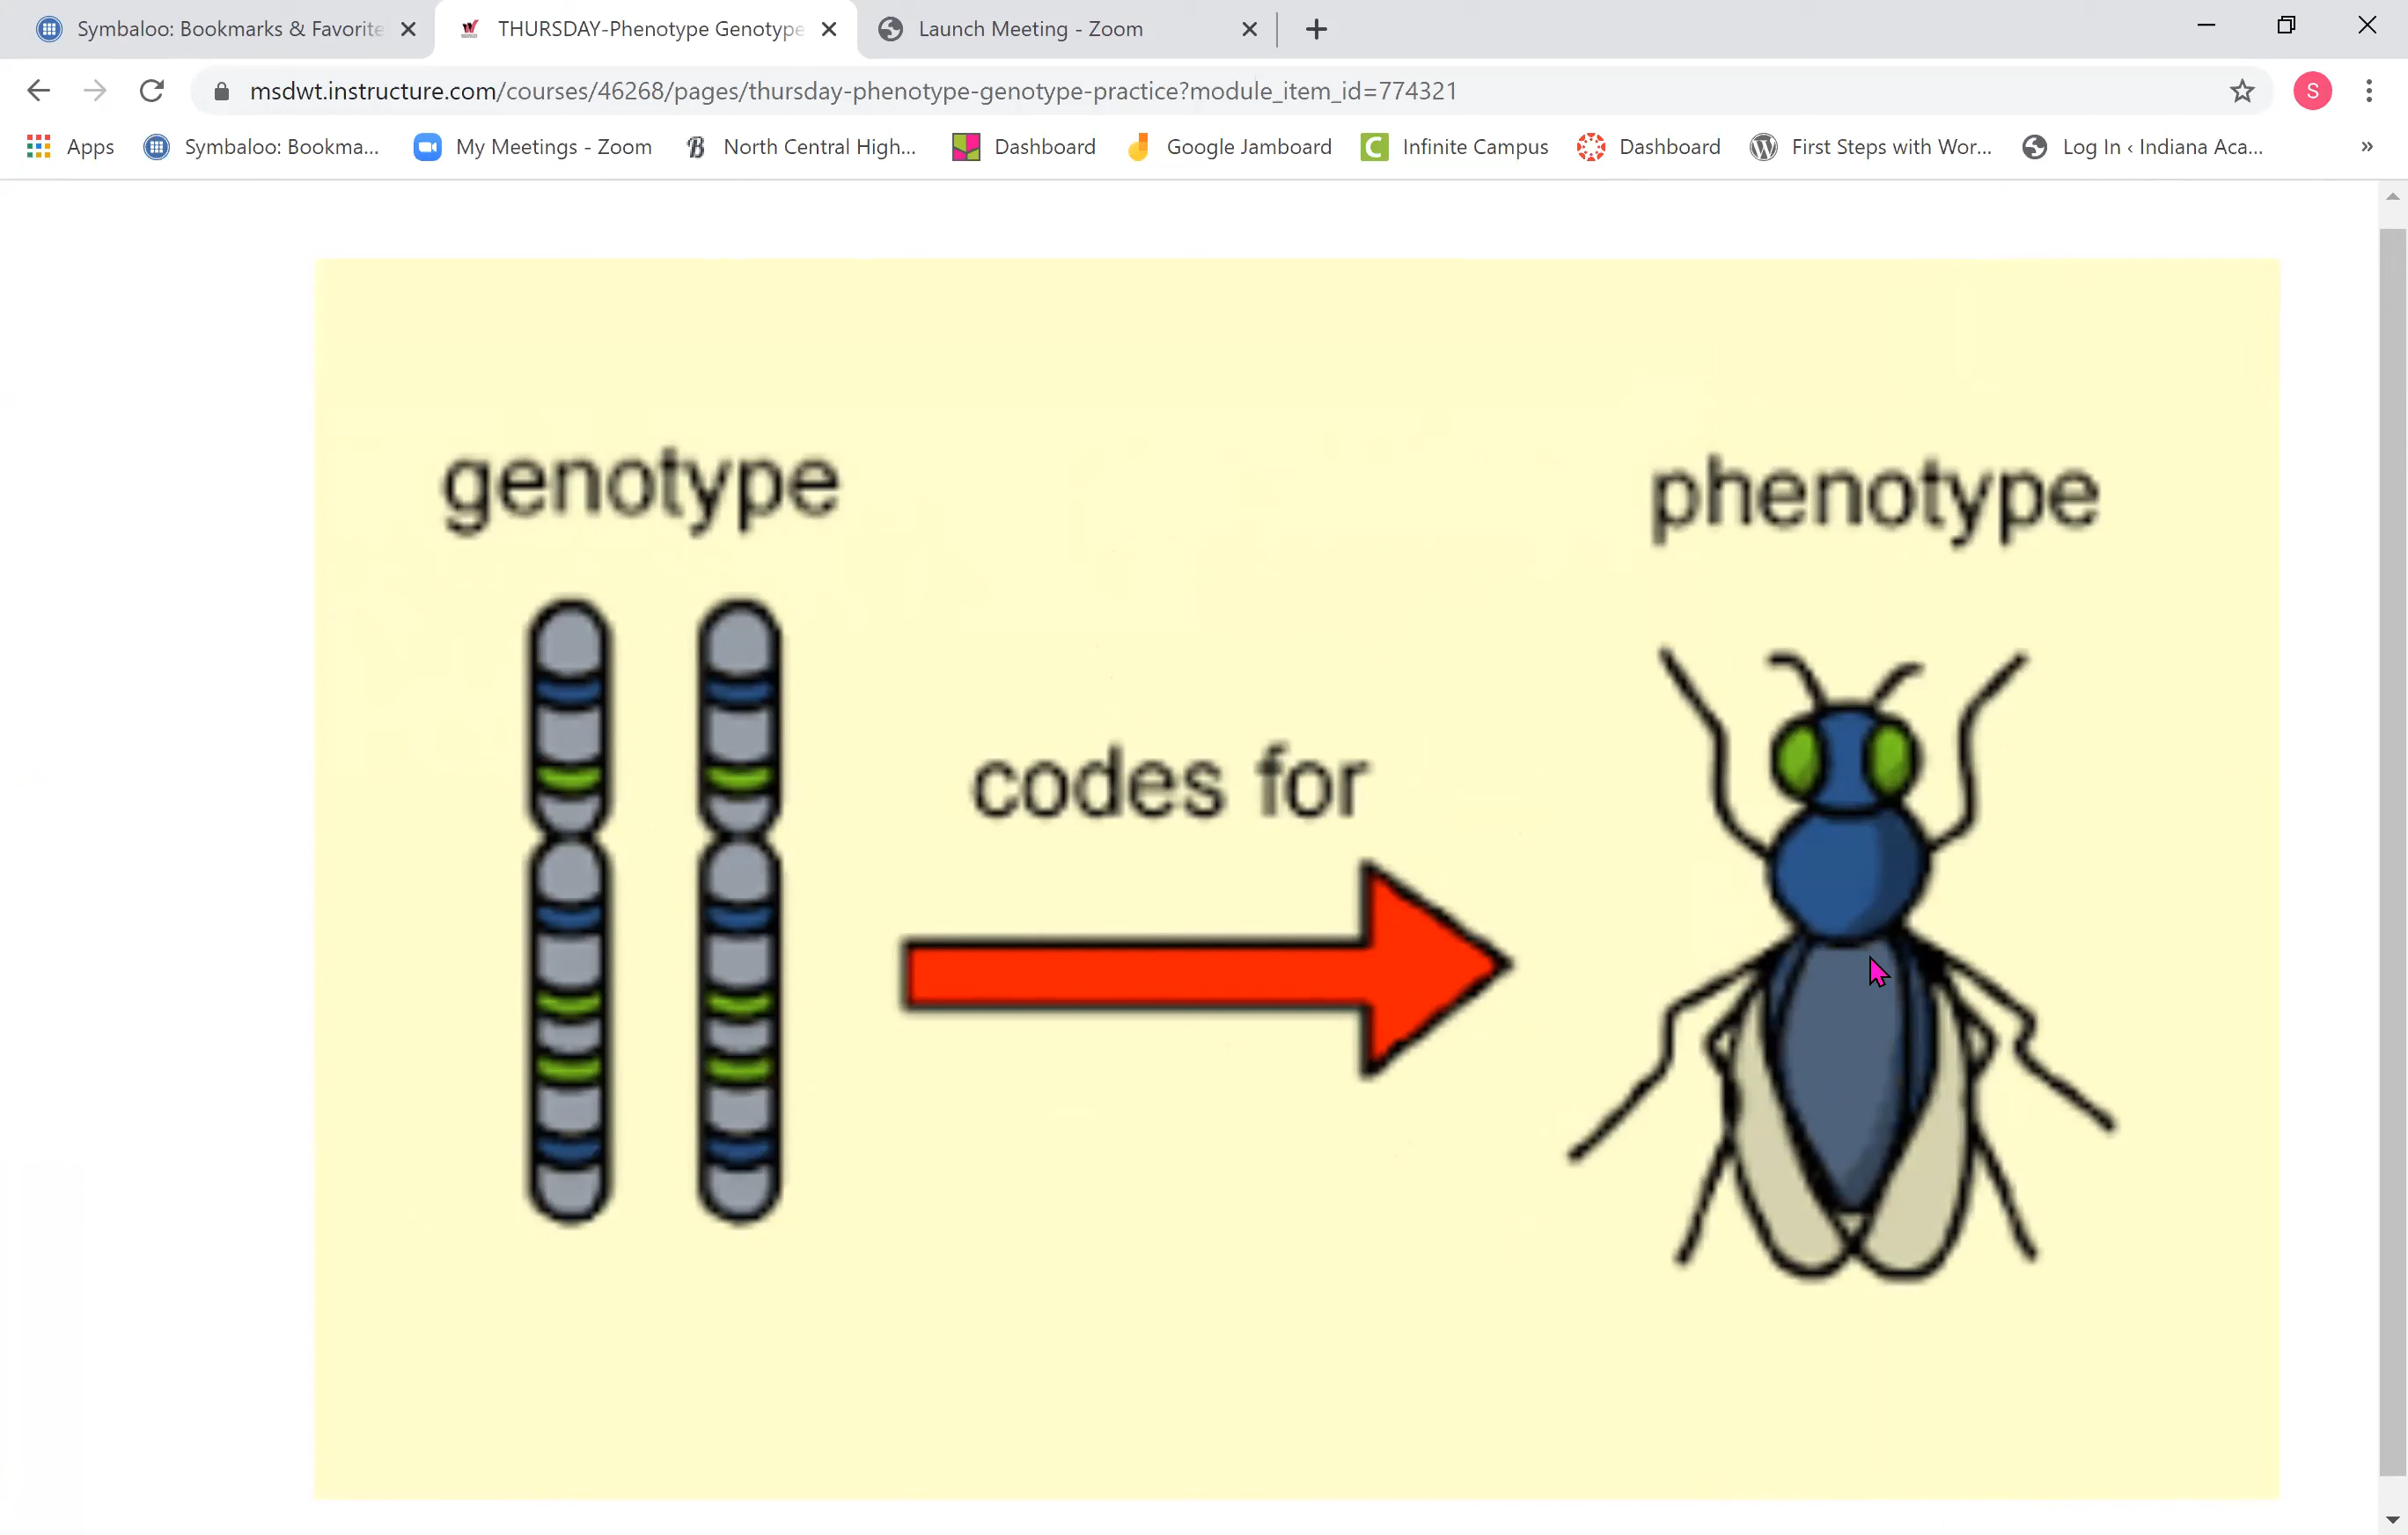 Symbaloo: Bookmarks & Favorite
THURSDAY-Phenotype Genotype
Launch Meeting - Zoom
msdwt.instructure.com/courses/46268/pages/thursday-phenotype-genotype-practice?module_item_id=774321
S
Apps
Symbaloo: Bookma...
My Meetings - Zoom
North Central High...
Dashboard
Google Jamboard
Infinite Campus
Dashboard
First Steps with Wor...
Log In ‹ Indiana Aca...
»
genotype
phenotype
codes for